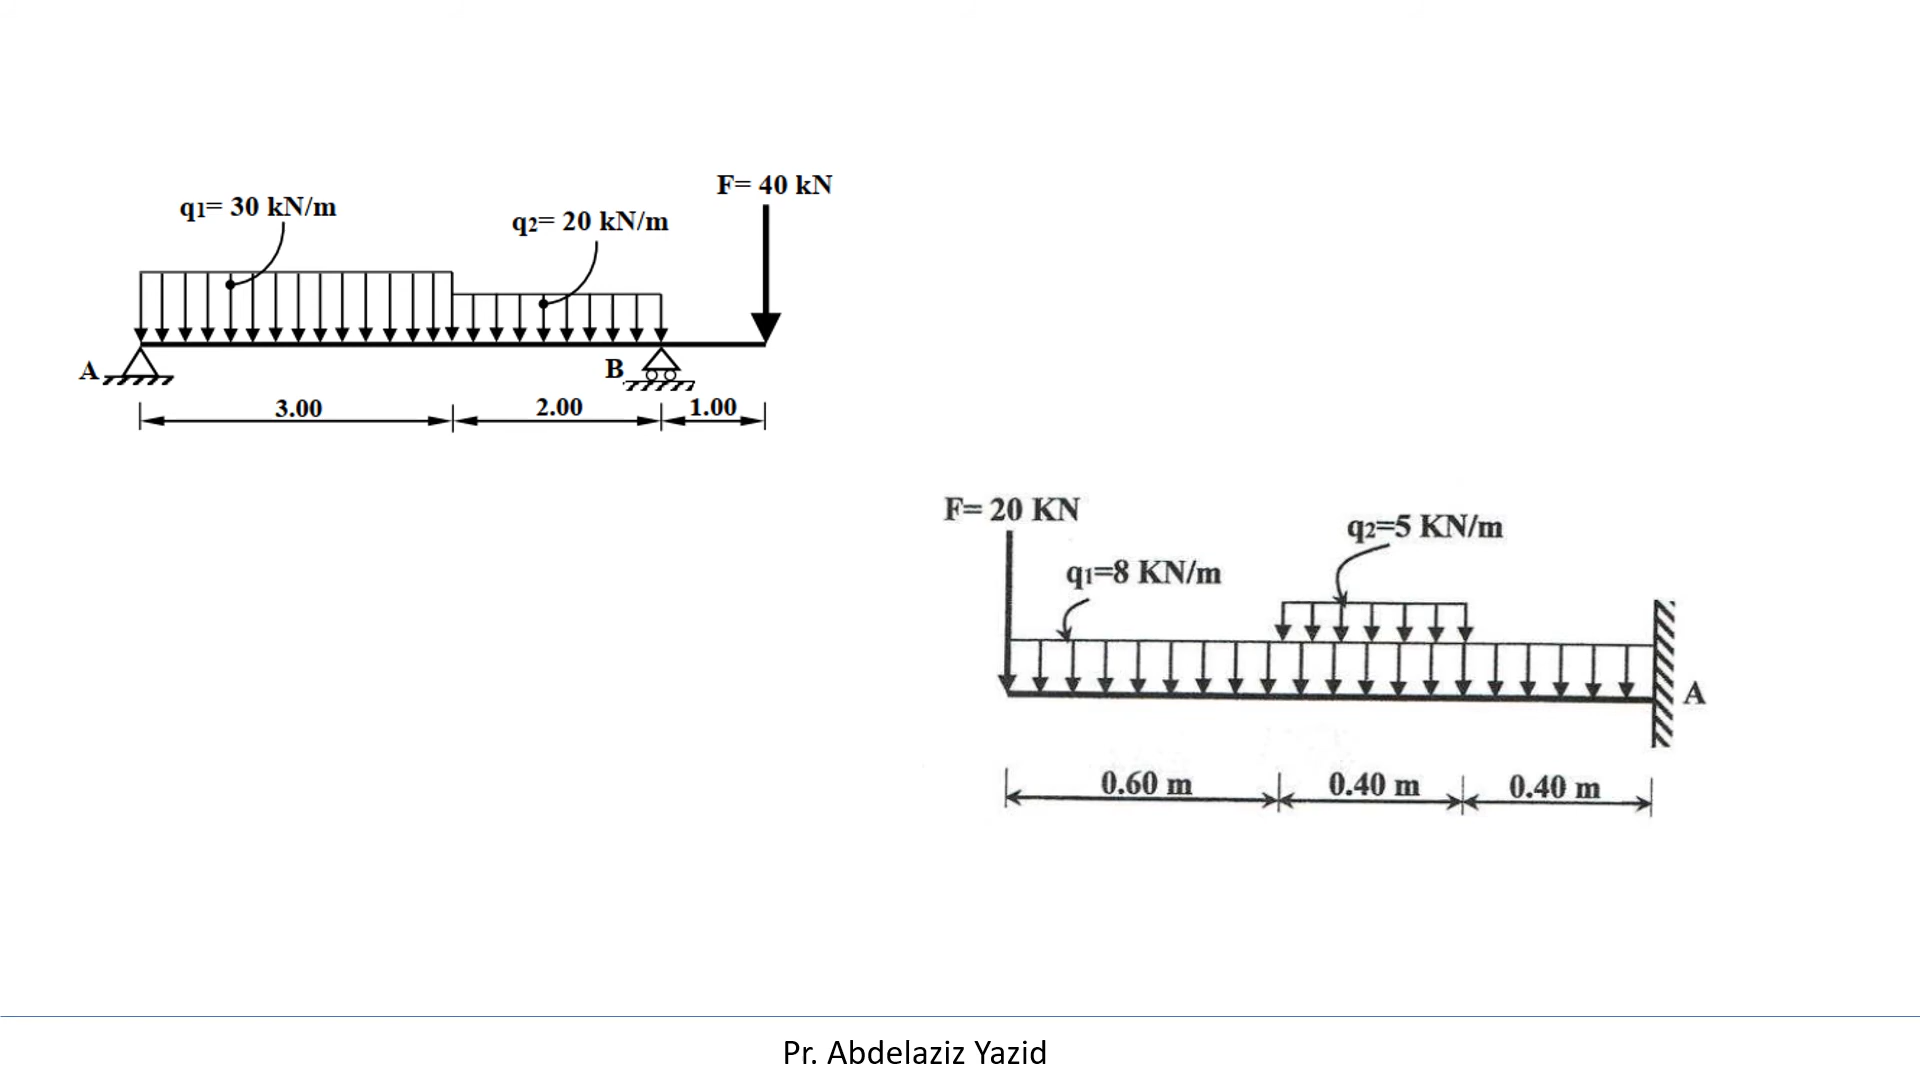 F= 40 kN
q1= 30 kN/m
q2= 20 kN/m
A
B
3.00
2.00
1.00
F= 20 KN
q2=5 KN/m
q1=8 KN/m
A
0.60 m
0.40 m
0.40 m
Pr. Abdelaziz Yazid